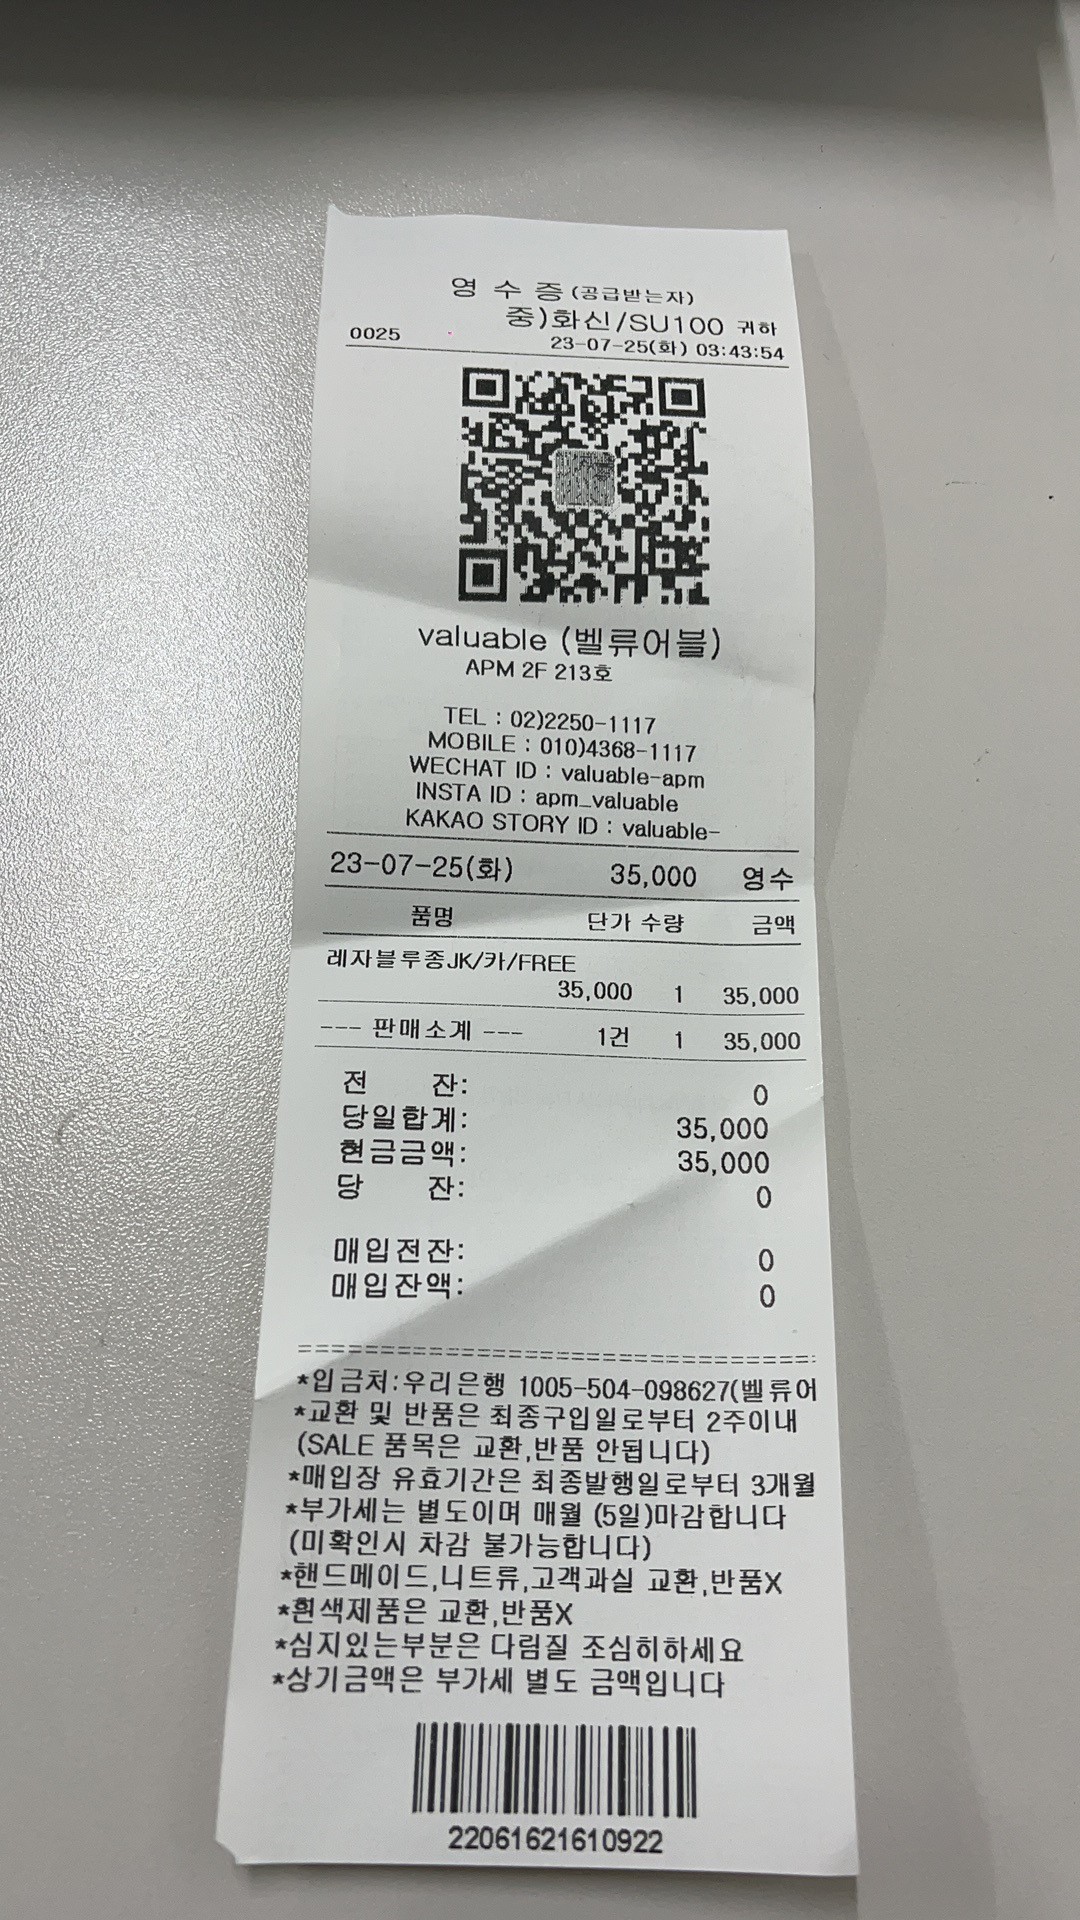 영 수 증 (공급받는자)
중)화신/SU100 귀하
0025 23-07-25(화) 03:43:54
valuable (벨류어블)
APM 2F 213호
TEL : 02)2250-1117
MOBILE : 010)4368-1117
WECHAT ID : valuable-apm
INSTA ID : apm_valuable
KAKAO STORY ID : valuable-
23-07-25(화) 35,000 영수
품명 단가 수량 금액
레자블루종JK/카/FREE
35,000 1 35,000
--- 판매소계 --- 1건 1 35,000
전 잔: 0
당일합계: 35,000
현금금액: 35,000
당 잔: 0
매입전잔: 0
매입잔액: 0
*입금처:우리은행 1005-504-098627(벨류어
*교환 및 반품은 최종구입일로부터 2주이내
(SALE 품목은 교환,반품 안됩니다)
*매입장 유효기간은 최종발행일로부터 3개월
*부가세는 별도이며 매월 (5일)마감합니다
(미확인시 차감 불가능합니다)
*핸드메이드,니트류,고객과실 교환,반품X
*흰색제품은 교환,반품X
*심지있는부분은 다림질 조심히하세요
*상기금액은 부가세 별도 금액입니다
22061621610922